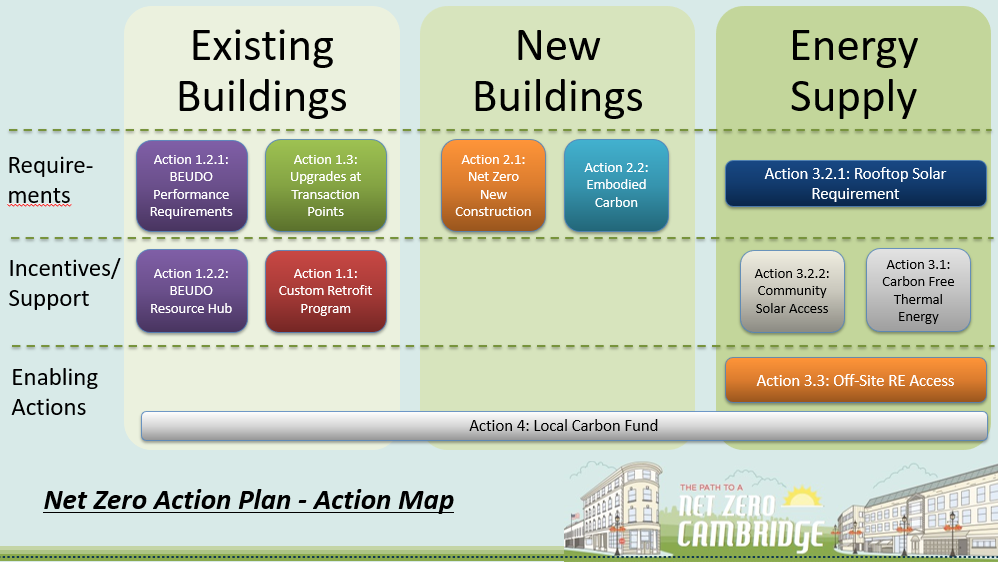 Existing
Buildings
New
Buildings
Energy
Supply
Require-
ments
Action 1.2.1:
BEUDO
Performance
Requirements
Action 1.3:
Upgrades at
Transaction
Points
Action 2.1:
Net Zero
New
Construction
Action 2.2:
Embodied
Carbon
Action 3.2.1: Rooftop Solar
Requirement
Incentives/
Support
Action 1.2.2:
BEUDO
Resource Hub
Action 1.1:
Custom Retrofit
Program
Action 3.2.2:
Community
Solar Access
Action 3.1:
Carbon Free
Thermal
Energy
Enabling
Actions
Action 3.3: Off-Site RE Access
Action 4: Local Carbon Fund
Net Zero Action Plan - Action Map
THE PATH TO A
NET ZERO
CAMBRIDGE